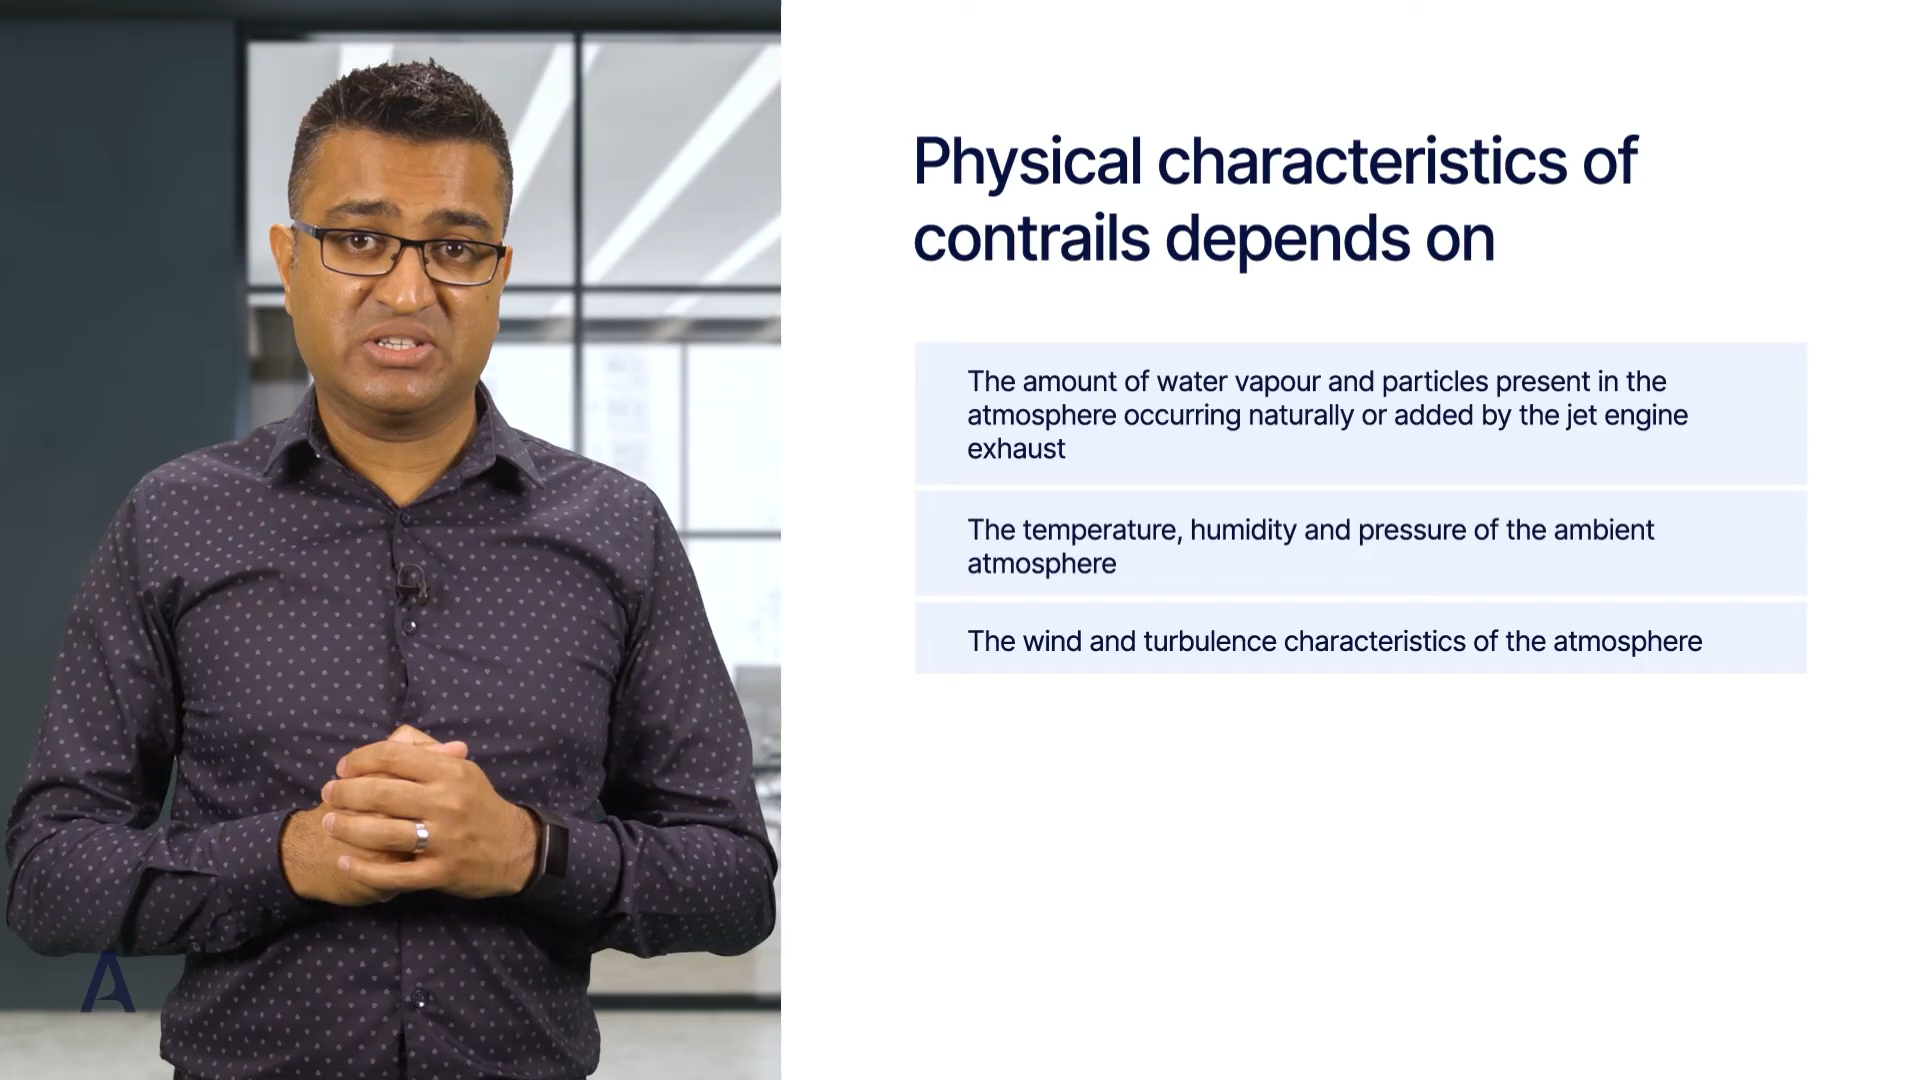 Physical characteristics of
contrails depends on
The amount of water vapour and particles present in the
atmosphere occurring naturally or added by the jet engine
exhaust
The temperature, humidity and pressure of the ambient
atmosphere
The wind and turbulence characteristics of the atmosphere